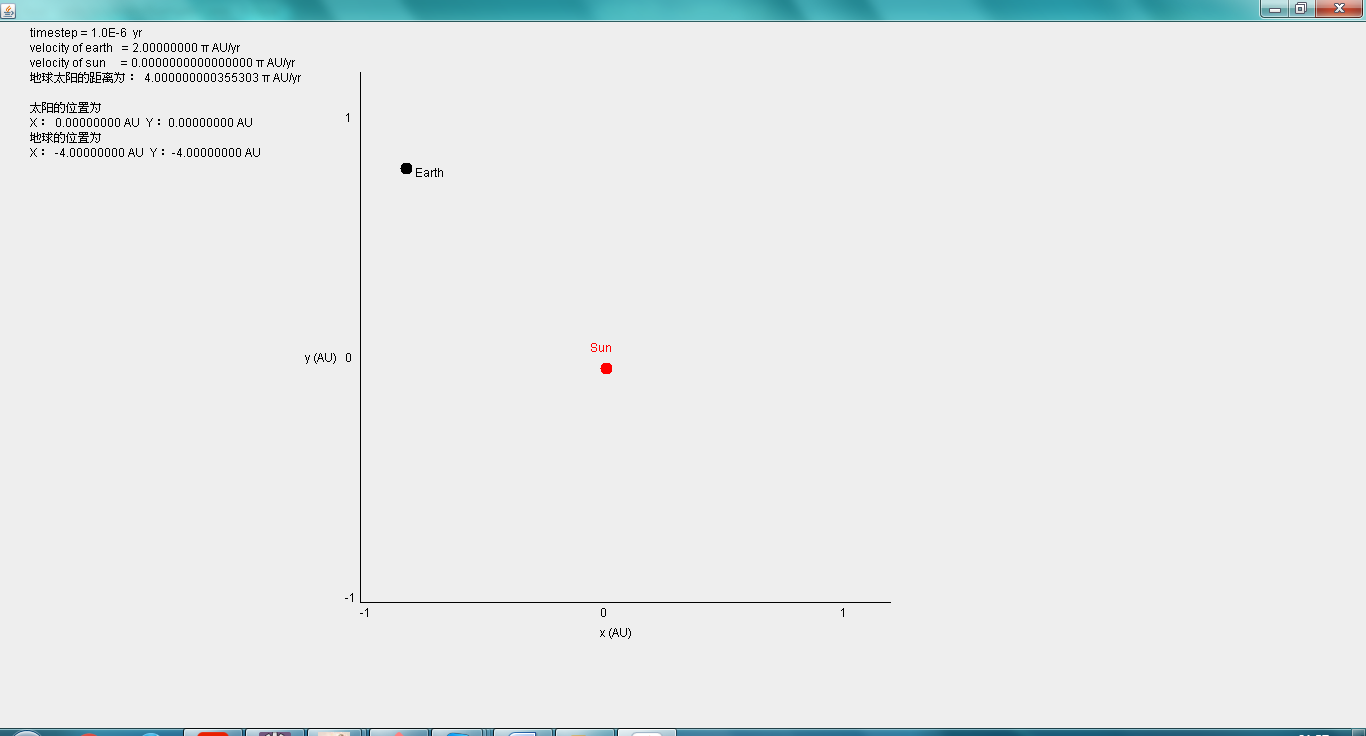 timestep = 1.0E-6 yr
velocity of earth = 2.00000000 π AU/yr
velocity of sun = 0.0000000000000000 π AU/yr
地球太阳的距离为： 4.000000000355303 π AU/yr
太阳的位置为
X： 0.00000000 AU Y：0.00000000 AU
地球的位置为
X： -4.00000000 AU Y：-4.00000000 AU
1
Earth
Sun
y (AU) 0
-1
-1 0 1
x (AU)